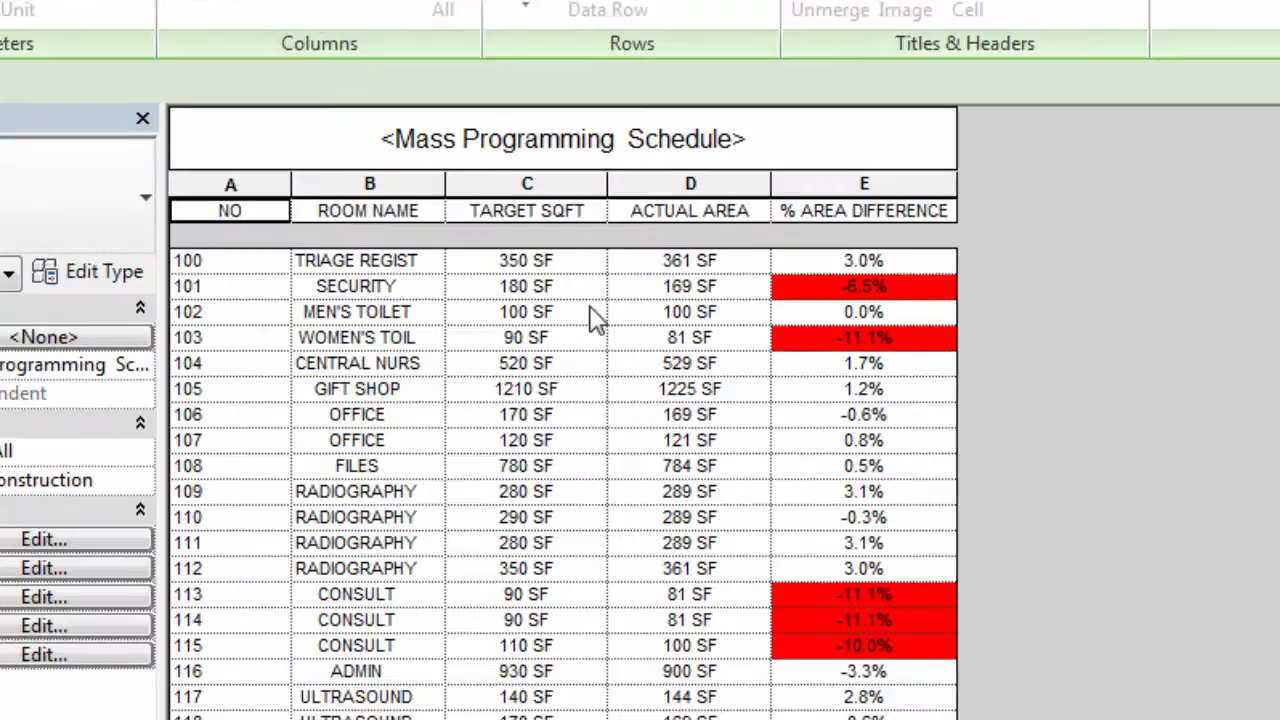 Unit All Data Row Unmerge Image Cell
eters Columns Rows Titles & Headers
<Mass Programming Schedule>
A B C D E
NO ROOM NAME TARGET SQFT ACTUAL AREA % AREA DIFFERENCE
100 TRIAGE REGIST 350 SF 361 SF 3.0%
Edit Type
101 SECURITY 180 SF 169 SF -6.5%
102 MEN'S TOILET 100 SF 100 SF 0.0%
<None> 103 WOMEN'S TOIL 90 SF 81 SF -11.1%
rogramming Sc... 104 CENTRAL NURS 520 SF 529 SF 1.7%
ndent 105 GIFT SHOP 1210 SF 1225 SF 1.2%
106 OFFICE 170 SF 169 SF -0.6%
All 107 OFFICE 120 SF 121 SF 0.8%
108 FILES 780 SF 784 SF 0.5%
onstruction 109 RADIOGRAPHY 280 SF 289 SF 3.1%
110 RADIOGRAPHY 290 SF 289 SF -0.3%
Edit... 111 RADIOGRAPHY 280 SF 289 SF 3.1%
Edit... 112 RADIOGRAPHY 350 SF 361 SF 3.0%
Edit... 113 CONSULT 90 SF 81 SF -11.1%
Edit... 114 CONSULT 90 SF 81 SF -11.1%
Edit... 115 CONSULT 110 SF 100 SF -10.0%
116 ADMIN 930 SF 900 SF -3.3%
117 ULTRASOUND 140 SF 144 SF 2.8%
118 ULTRASOUND 170 SF 169 SF -0.6%